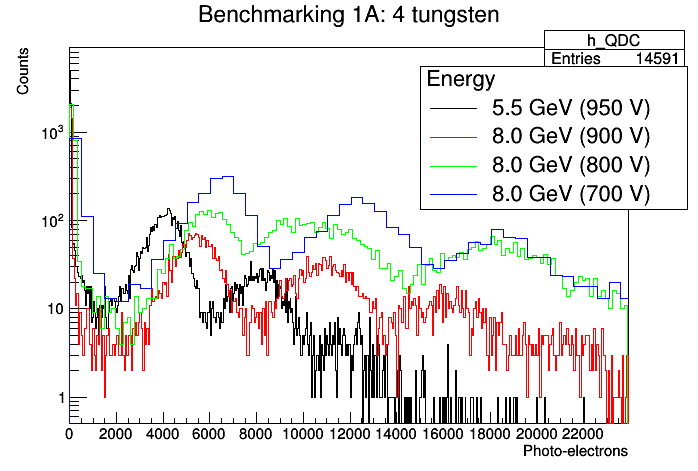 Benchmarking 1A: 4 tungsten
h_QDC
Entries 14591
Energy
5.5 GeV (950 V)
8.0 GeV (900 V)
8.0 GeV (800 V)
8.0 GeV (700 V)
Counts
10³
10²
10
1
0 2000 4000 6000 8000 10000 12000 14000 16000 18000 20000 22000
Photo-electrons